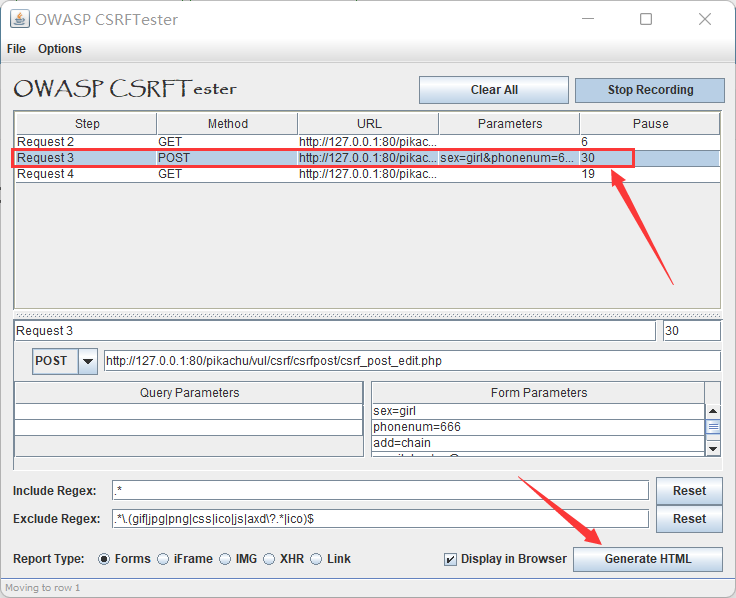 OWASP CSRFTester
File Options
OWASP CSRFTester Clear All Stop Recording
Step Method URL Parameters Pause
Request 2 GET http://127.0.0.1:80/pikac... 6
Request 3 POST http://127.0.0.1:80/pikac... sex=girl&phonenum=6... 30
Request 4 GET http://127.0.0.1:80/pikac... 19
Request 3 30
POST http://127.0.0.1:80/pikachu/vul/csrf/csrfpost/csrf_post_edit.php
Query Parameters Form Parameters
sex=girl
phonenum=666
add=chain
Include Regex: .* Reset
Exclude Regex: .*\.(gif|jpg|png|css|ico|js|axd\?.*|ico)$ Reset
Report Type: Forms iFrame IMG XHR Link Display in Browser Generate HTML
Moving to row 1